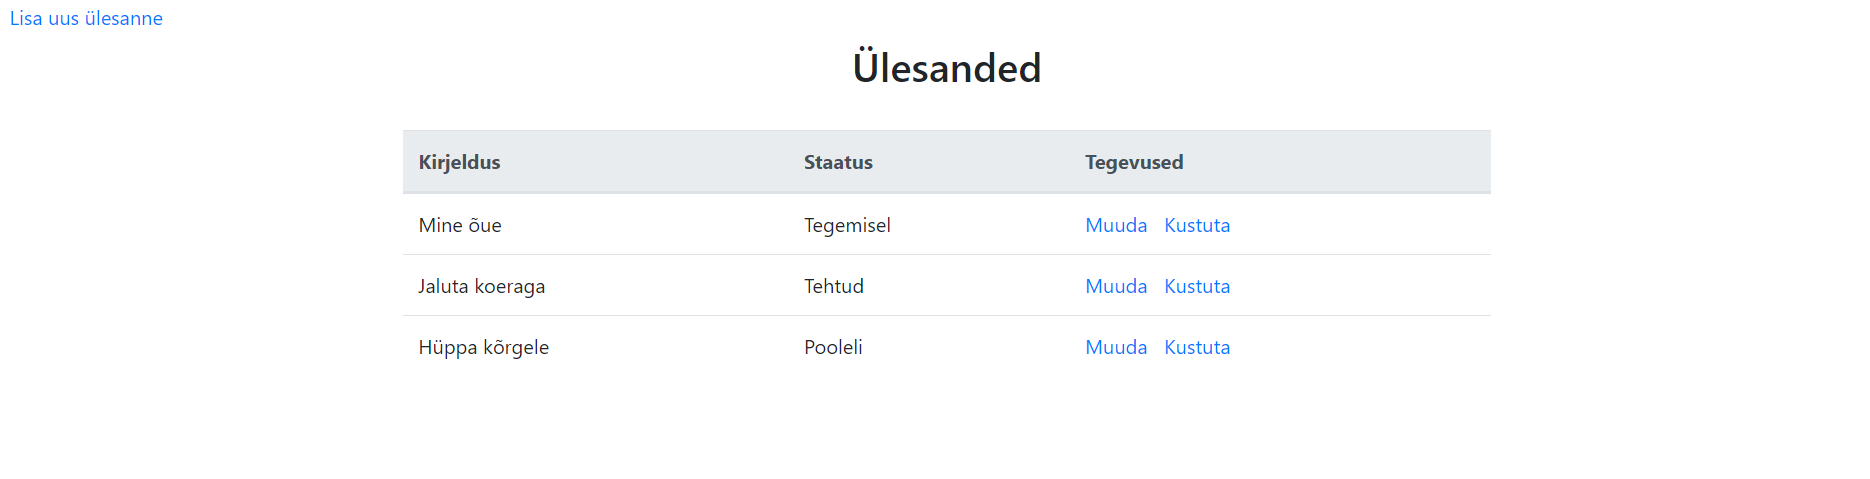 Lisa uus ülesanne
Ülesanded
Kirjeldus Staatus Tegevused
Mine õue Tegemisel Muuda Kustuta
Jaluta koeraga Tehtud Muuda Kustuta
Hüppa kõrgele Pooleli Muuda Kustuta